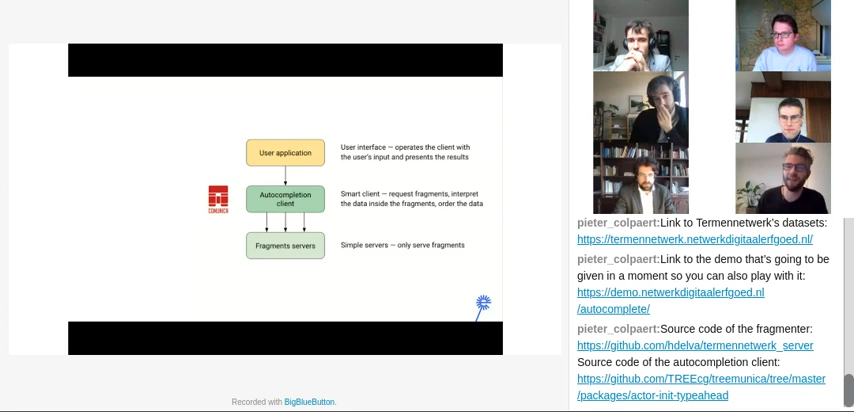 User application
User interface — operates the client with
the user's input and presents the results
COMUNICA
Autocompletion
client
Smart client — request fragments, interpret
the data inside the fragments, order the data
Fragments servers
Simple servers — only serve fragments
Recorded with BigBlueButton.
pieter_colpaert:Link to Termennetwerk's datasets:
https://termennetwerk.netwerkdigitaalerfgoed.nl/
pieter_colpaert:Link to the demo that's going to be
given in a moment so you can also play with it:
https://demo.netwerkdigitaalerfgoed.nl
/autocomplete/
pieter_colpaert:Source code of the fragmenter:
https://github.com/hdelva/termennetwerk_server
Source code of the autocompletion client:
https://github.com/TREEcg/treemunica/tree/master
/packages/actor-init-typeahead